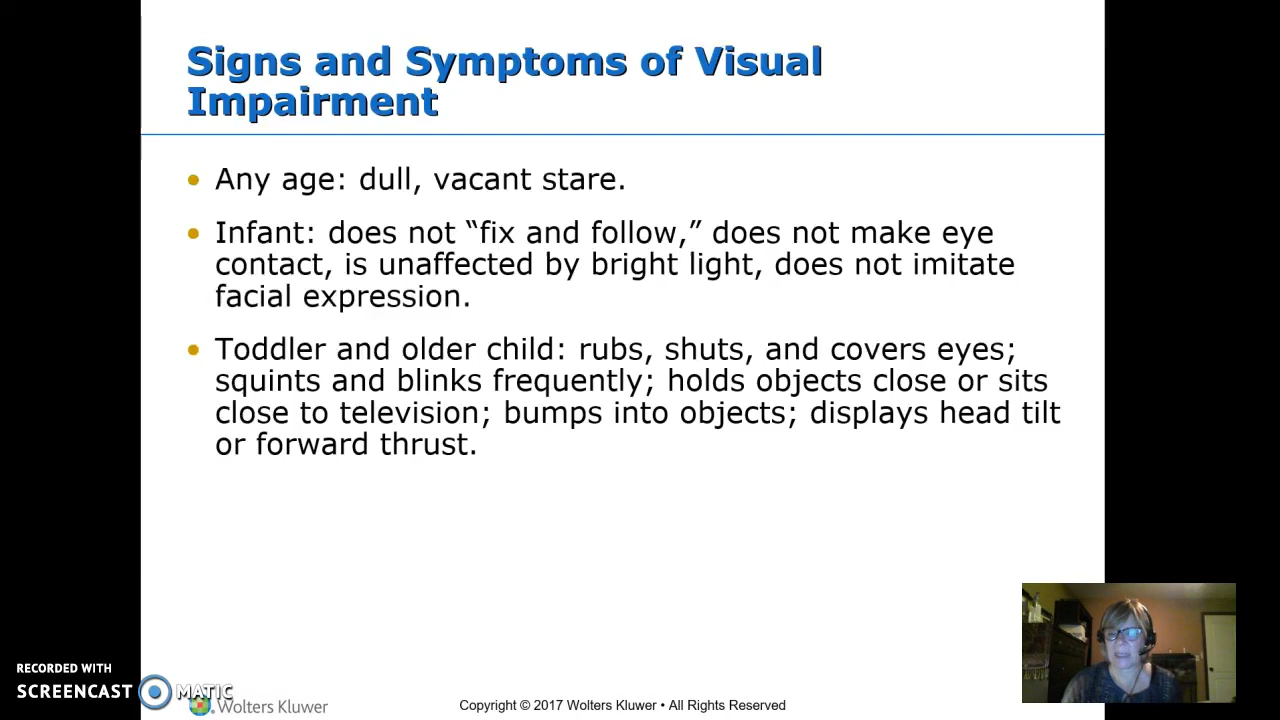 Signs and Symptoms of Visual
Impairment
• Any age: dull, vacant stare.
• Infant: does not “fix and follow,” does not make eye
contact, is unaffected by bright light, does not imitate
facial expression.
• Toddler and older child: rubs, shuts, and covers eyes;
squints and blinks frequently; holds objects close or sits
close to television; bumps into objects; displays head tilt
or forward thrust.
RECORDED WITH
SCREENCAST MATIC
Wolters Kluwer
Copyright © 2017 Wolters Kluwer • All Rights Reserved